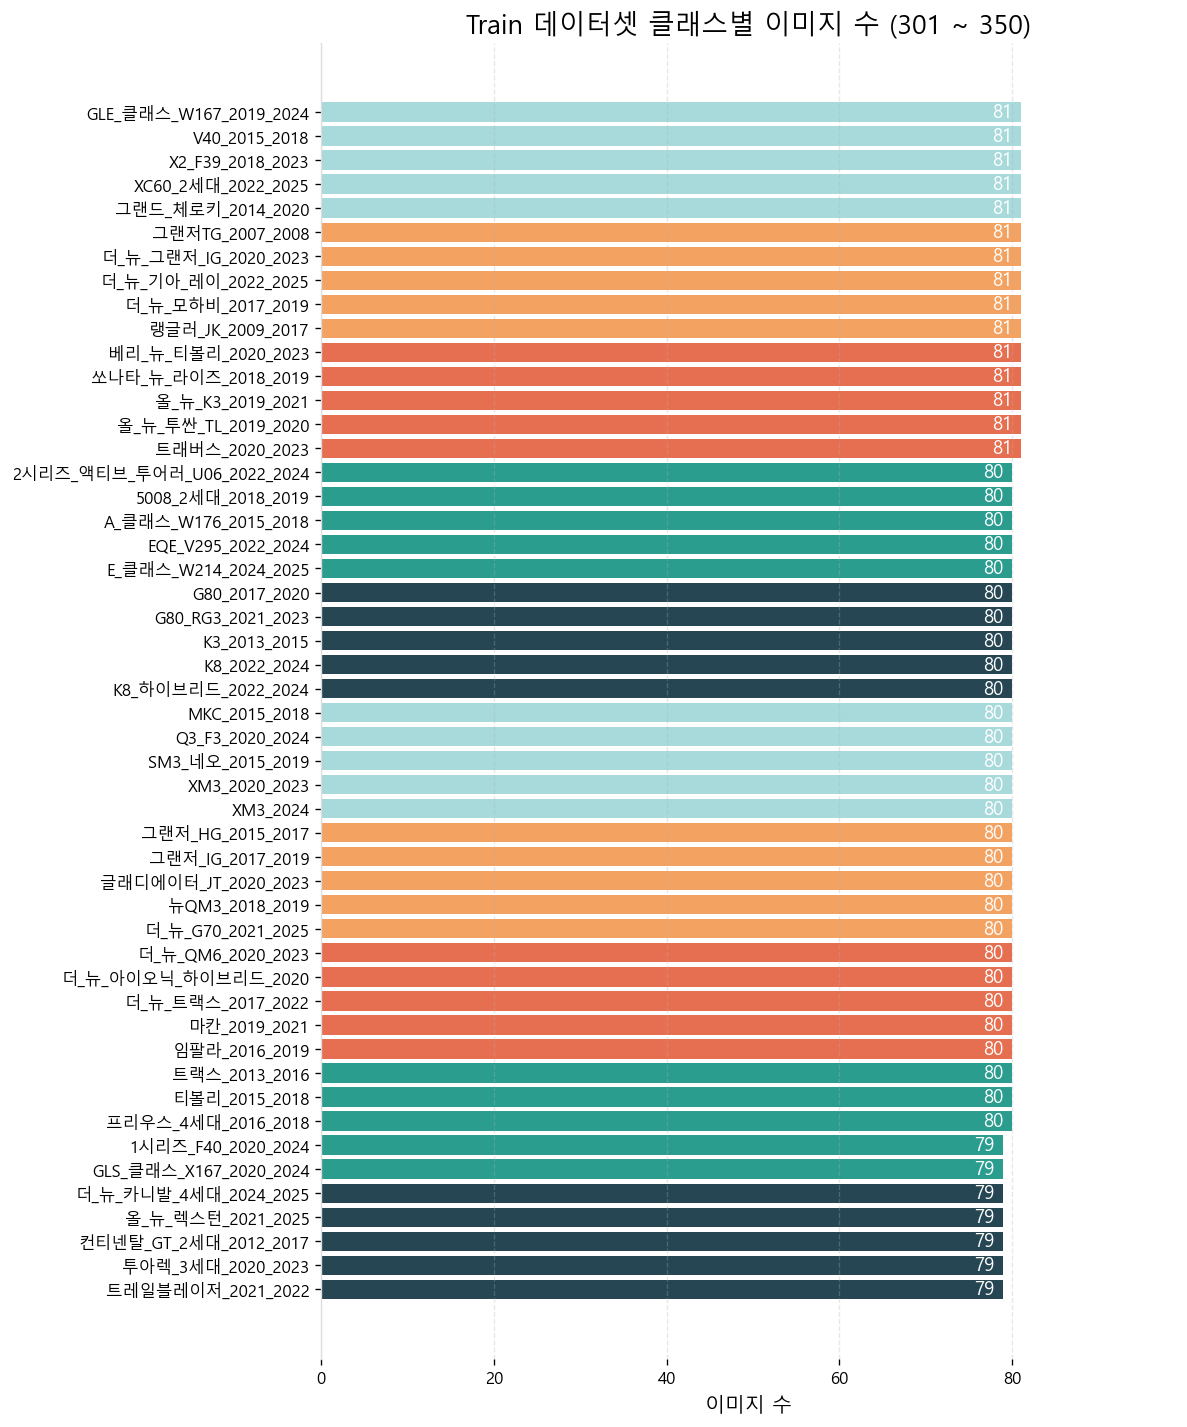 Train 데이터셋 클래스별 이미지 수 (301 ~ 350)
GLE_클래스_W167_2019_2024 81
V40_2015_2018 81
X2_F39_2018_2023 81
XC60_2세대_2022_2025 81
그랜드_체로키_2014_2020 81
그랜저TG_2007_2008 81
더_뉴_그랜저_IG_2020_2023 81
더_뉴_기아_레이_2022_2025 81
더_뉴_모하비_2017_2019 81
랭글러_JK_2009_2017 81
베리_뉴_티볼리_2020_2023 81
쏘나타_뉴_라이즈_2018_2019 81
올_뉴_K3_2019_2021 81
올_뉴_투싼_TL_2019_2020 81
트래버스_2020_2023 81
2시리즈_액티브_투어러_U06_2022_2024 80
5008_2세대_2018_2019 80
A_클래스_W176_2015_2018 80
EQE_V295_2022_2024 80
E_클래스_W214_2024_2025 80
G80_2017_2020 80
G80_RG3_2021_2023 80
K3_2013_2015 80
K8_2022_2024 80
K8_하이브리드_2022_2024 80
MKC_2015_2018 80
Q3_F3_2020_2024 80
SM3_네오_2015_2019 80
XM3_2020_2023 80
XM3_2024 80
그랜저_HG_2015_2017 80
그랜저_IG_2017_2019 80
글래디에이터_JT_2020_2023 80
뉴QM3_2018_2019 80
더_뉴_G70_2021_2025 80
더_뉴_QM6_2020_2023 80
더_뉴_아이오닉_하이브리드_2020 80
더_뉴_트랙스_2017_2022 80
마칸_2019_2021 80
임팔라_2016_2019 80
트랙스_2013_2016 80
티볼리_2015_2018 80
프리우스_4세대_2016_2018 80
1시리즈_F40_2020_2024 79
GLS_클래스_X167_2020_2024 79
더_뉴_카니발_4세대_2024_2025 79
올_뉴_렉스턴_2021_2025 79
컨티넨탈_GT_2세대_2012_2017 79
투아렉_3세대_2020_2023 79
트레일블레이저_2021_2022 79
0 20 40 60 80
이미지 수